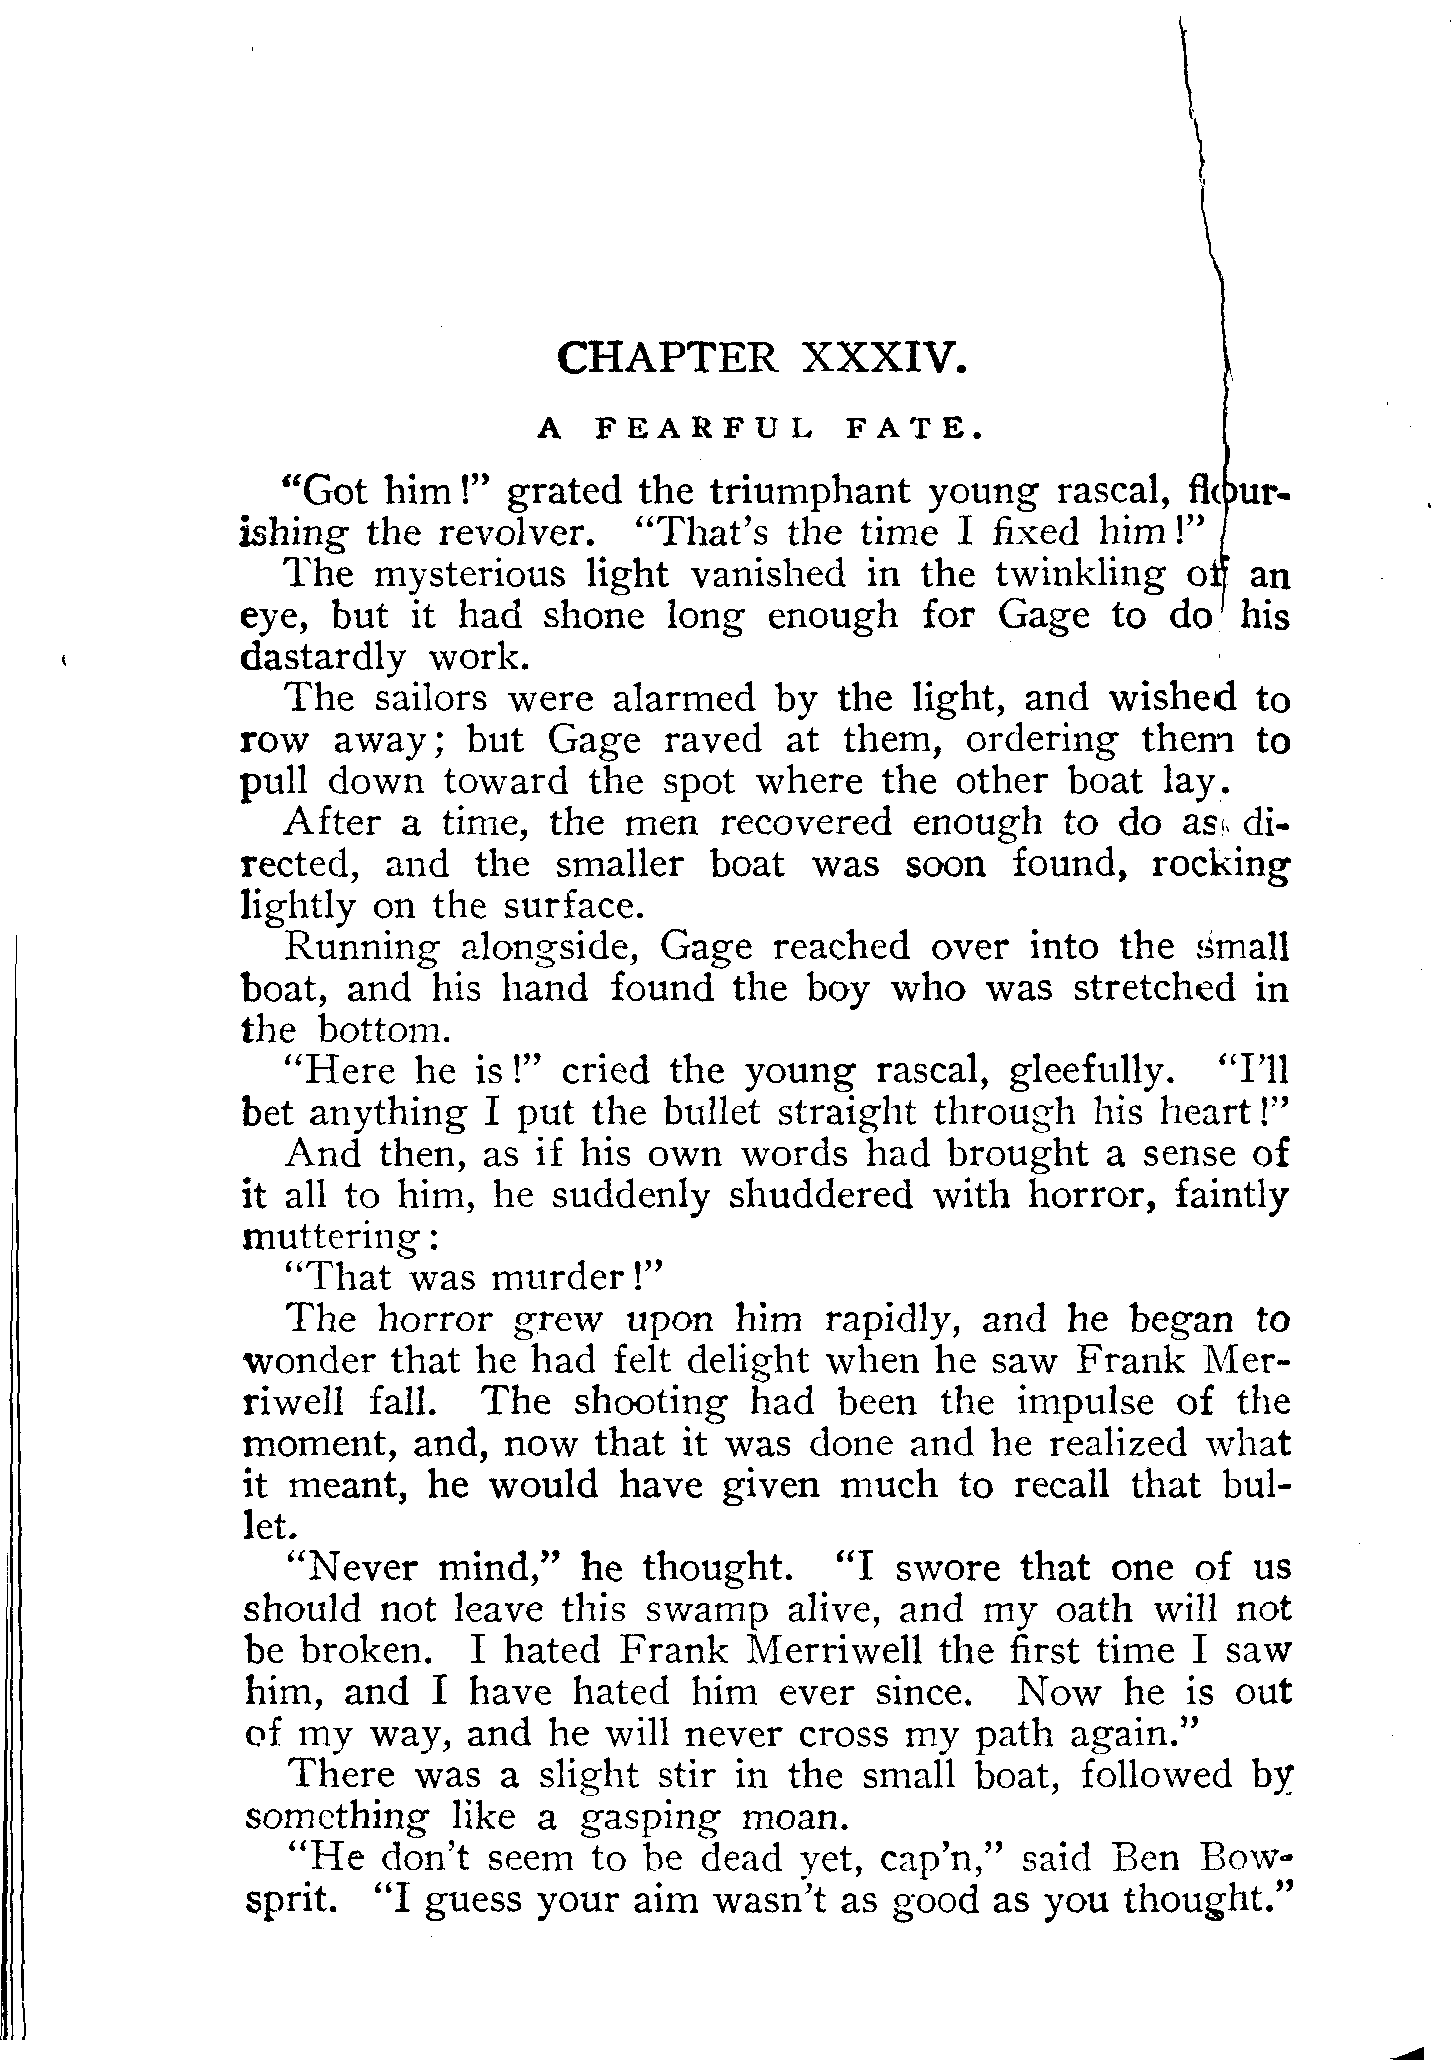 CHAPTER XXXIV.
A FEARFUL FATE.
“Got him!” grated the triumphant young rascal, flour-
ishing the revolver. “That’s the time I fixed him!”
The mysterious light vanished in the twinkling of an
eye, but it had shone long enough for Gage to do his
dastardly work.
The sailors were alarmed by the light, and wished to
row away; but Gage raved at them, ordering them to
pull down toward the spot where the other boat lay.
After a time, the men recovered enough to do as di-
rected, and the smaller boat was soon found, rocking
lightly on the surface.
Running alongside, Gage reached over into the small
boat, and his hand found the boy who was stretched in
the bottom.
“Here he is!” cried the young rascal, gleefully. “I’ll
bet anything I put the bullet straight through his heart!”
And then, as if his own words had brought a sense of
it all to him, he suddenly shuddered with horror, faintly
muttering:
“That was murder!”
The horror grew upon him rapidly, and he began to
wonder that he had felt delight when he saw Frank Mer-
riwell fall. The shooting had been the impulse of the
moment, and, now that it was done and he realized what
it meant, he would have given much to recall that bul-
let.
“Never mind,” he thought. “I swore that one of us
should not leave this swamp alive, and my oath will not
be broken. I hated Frank Merriwell the first time I saw
him, and I have hated him ever since. Now he is out
of my way, and he will never cross my path again.”
There was a slight stir in the small boat, followed by
something like a gasping moan.
“He don’t seem to be dead yet, cap’n,” said Ben Bow-
sprit. “I guess your aim wasn’t as good as you thought.”